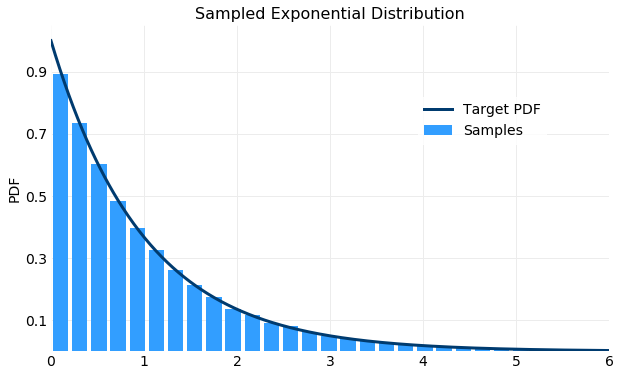 Sampled Exponential Distribution
0.9
0.7
0.5
0.3
0.1
PDF
Target PDF
Samples
0 1 2 3 4 5 6